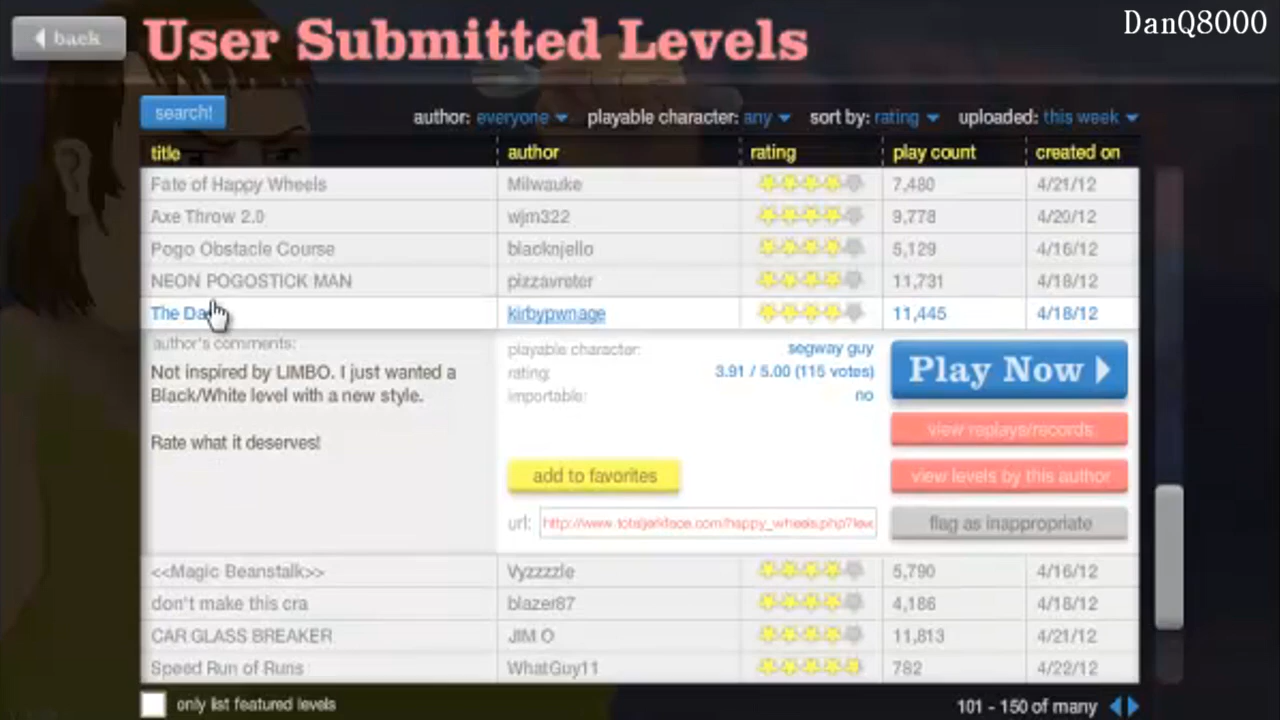 DanQ8000
back
User Submitted Levels
search!
author: everyone playable character: any sort by: rating uploaded: this week
title author rating play count created on
Fate of Happy Wheels Milwauke 7,480 4/21/12
Axe Throw 2.0 wjm322 9,778 4/20/12
Pogo Obstacle Course blacknjello 5,129 4/16/12
NEON POGOSTICK MAN pizzavreter 11,731 4/18/12
The kirbypwnage 11,445 4/18/12
author's comments:
Not inspired by LIMBO. I just wanted a
Black/White level with a new style.
Rate what it deserves!
playable character: segway guy
rating: 3.91 / 5.00 (115 votes)
importable: no
add to favorites
url: http://www.totaljerkface.com/happy_wheels.php?leve
Play Now
view replays/records
view levels by this author
flag as inappropriate
<<Magic Beanstalk>> Vyzzzzle 5,790 4/16/12
don't make this cra blazer87 4,186 4/18/12
CAR GLASS BREAKER JIM O 11,813 4/21/12
Speed Run of Runs WhatGuy11 782 4/22/12
only list featured levels
101 - 150 of many